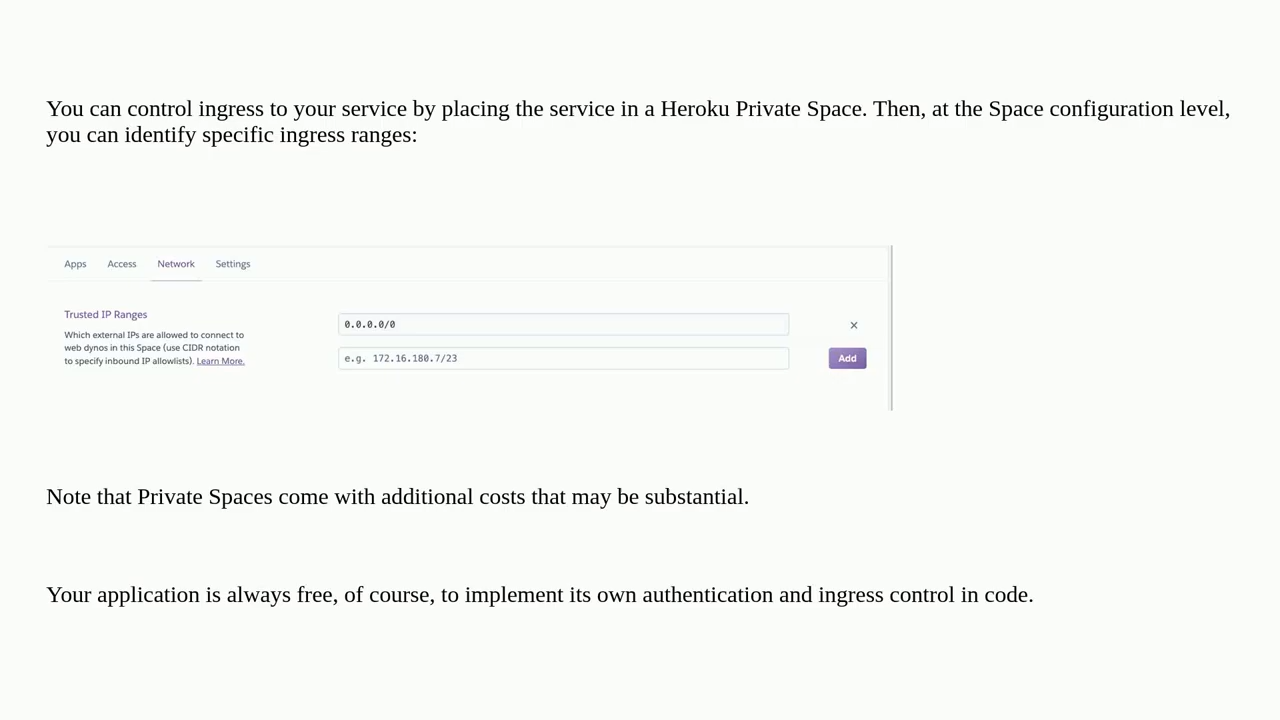 You can control ingress to your service by placing the service in a Heroku Private Space. Then, at the Space configuration level,
you can identify specific ingress ranges:
Apps Access Network Settings
Trusted IP Ranges
Which external IPs are allowed to connect to
web dynos in this Space (use CIDR notation
to specify inbound IP allowlists). Learn More.
0.0.0.0/0
e.g. 172.16.180.7/23
Add
Note that Private Spaces come with additional costs that may be substantial.
Your application is always free, of course, to implement its own authentication and ingress control in code.